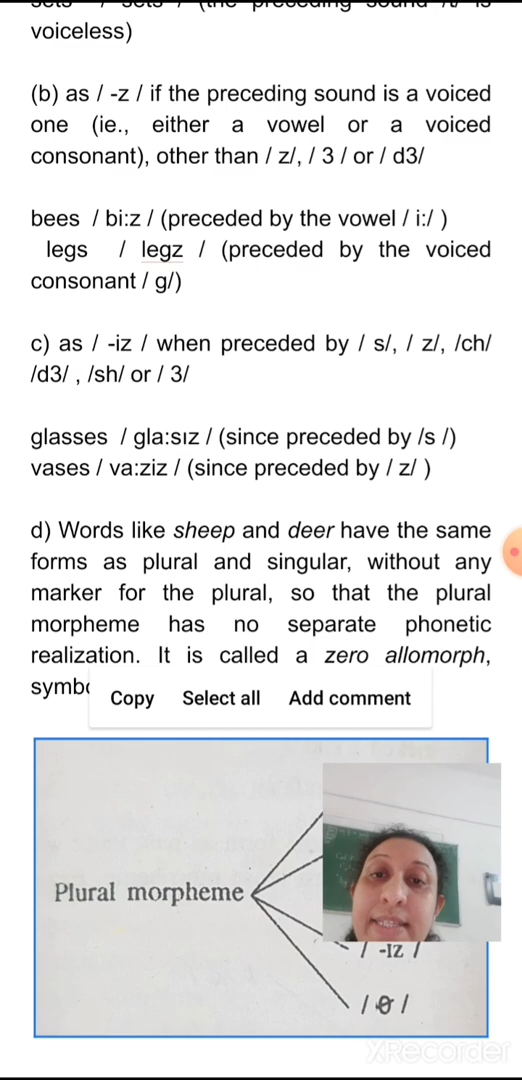 voiceless)
(b) as / -z / if the preceding sound is a voiced
one (ie., either a vowel or a voiced
consonant), other than / z/, / 3 / or / d3/
bees / bi:z / (preceded by the vowel / i:/ )
legs / legz / (preceded by the voiced
consonant / g/)
c) as / -iz / when preceded by / s/, / z/, /ch/
/d3/ , /sh/ or / 3/
glasses / gla:sız / (since preceded by /s /)
vases / va:ziz / (since preceded by / z/ )
d) Words like sheep and deer have the same
forms as plural and singular, without any
marker for the plural, so that the plural
morpheme has no separate phonetic
realization. It is called a zero allomorph,
Copy Select all Add comment
Plural morpheme
/ -ız /
/ø/
XRecorder